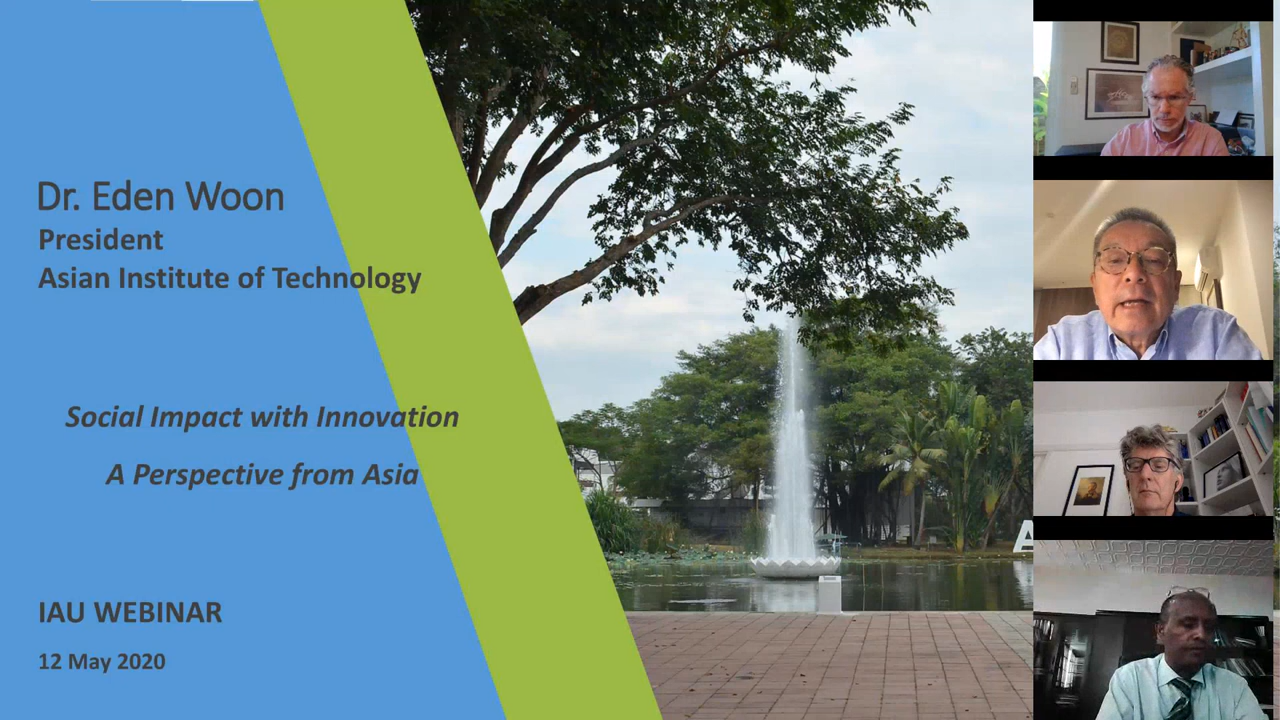 Dr. Eden Woon
President
Asian Institute of Technology
Social Impact with Innovation
A Perspective from Asia
IAU WEBINAR
12 May 2020
A